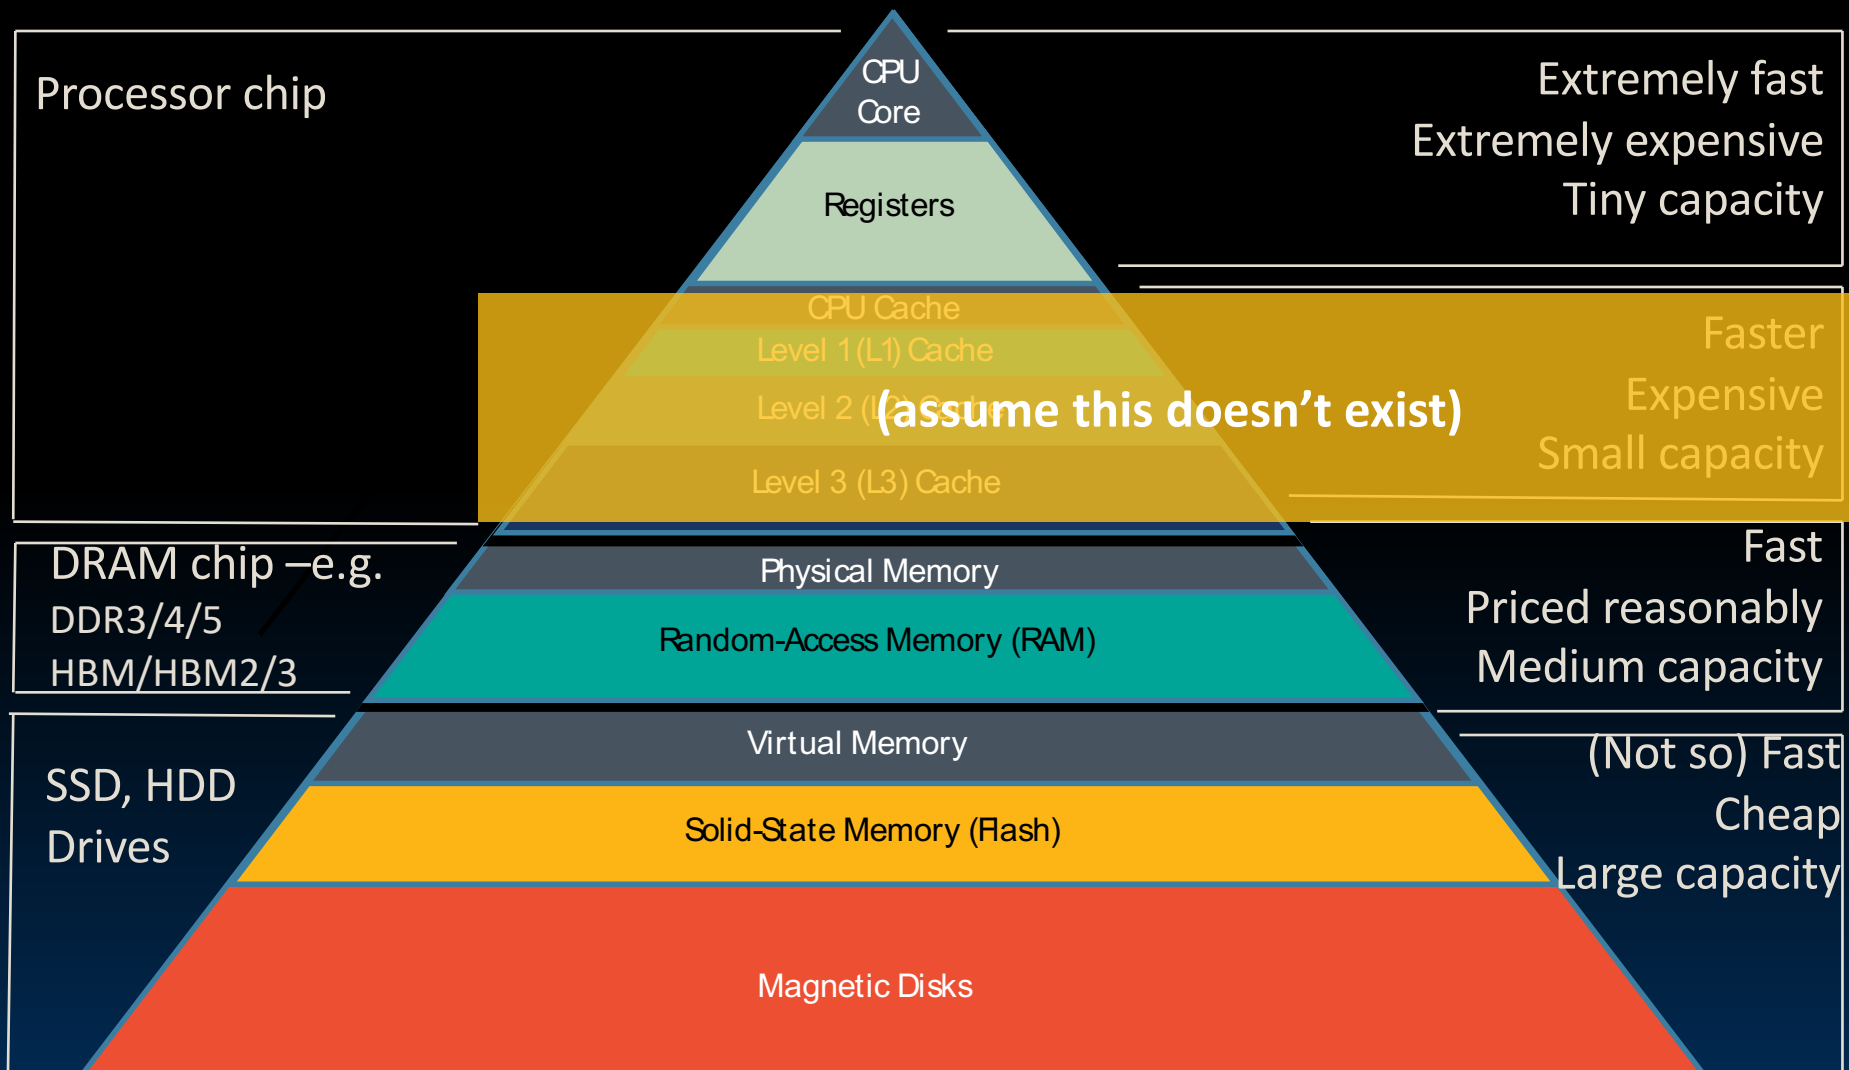 Processor chip
CPU
Core
Extremely fast
Extremely expensive
Tiny capacity
Registers
CPU Cache
Level 1 (L1) Cache
Level 2 (L2) Cache
Level 3 (L3) Cache
(assume this doesn’t exist)
Faster
Expensive
Small capacity
DRAM chip –e.g.
DDR3/4/5
HBM/HBM2/3
Physical Memory
Random-Access Memory (RAM)
Fast
Priced reasonably
Medium capacity
SSD, HDD
Drives
Virtual Memory
Solid-State Memory (Flash)
Magnetic Disks
(Not so) Fast
Cheap
Large capacity